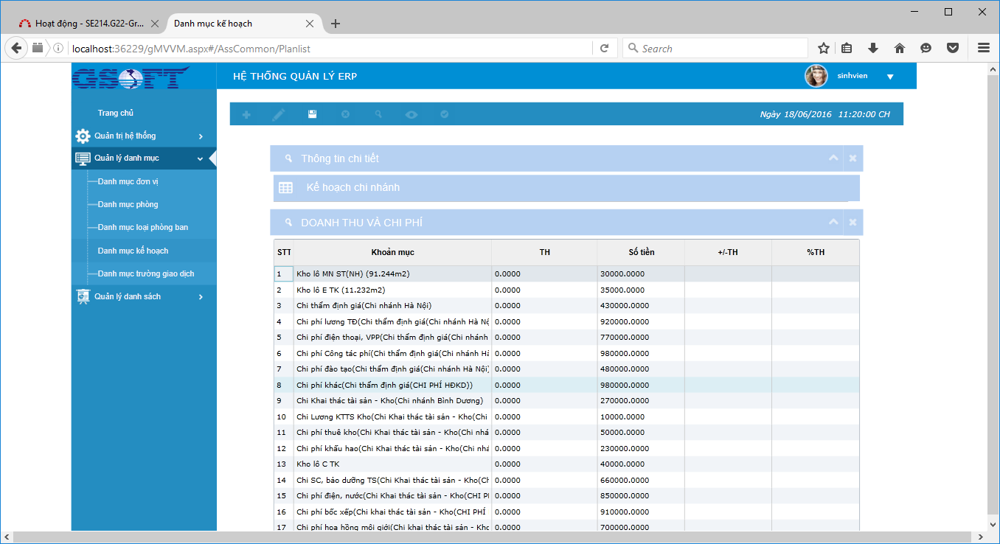 Hoạt động - SE214.G22-Gr...
Danh mục kế hoạch
localhost:36229/gMVVM.aspx#/AssCommon/Planlist
Search
GSOFT
HỆ THỐNG QUẢN LÝ ERP
sinhvien
Trang chủ
Quản trị hệ thống
Quản lý danh mục
Danh mục đơn vị
Danh mục phòng
Danh mục loại phòng ban
Danh mục kế hoạch
Danh mục trường giao dịch
Quản lý danh sách
Ngày 18/06/2016 11:20:00 CH
Thông tin chi tiết
Kế hoạch chi nhánh
DOANH THU VÀ CHI PHÍ
STT Khoản mục TH Số tiền +/-TH %TH
1 Kho lô MN ST(NH) (91.244m2) 0.0000 30000.0000
2 Kho lô E TK (11.232m2) 0.0000 35000.0000
3 Chi thẩm định giá(Chi nhánh Hà Nội) 0.0000 430000.0000
4 Chi phí lương TĐ(Chi thẩm định giá(Chi nhánh Hà Nộ 0.0000 920000.0000
5 Chi phí điện thoại, VPP(Chi thẩm định giá(Chi nhánh 0.0000 770000.0000
6 Chi phí Công tác phí(Chi thẩm định giá(Chi nhánh Hà 0.0000 980000.0000
7 Chi phí đào tạo(Chi thẩm định giá(Chi nhánh Hà Nội) 0.0000 480000.0000
8 Chi phí khác(Chi thẩm định giá(CHI PHÍ HĐKD)) 0.0000 980000.0000
9 Chi Khai thác tài sản - Kho(Chi nhánh Bình Dương) 0.0000 270000.0000
10 Chi Lương KTTS Kho(Chi Khai thác tài sản - Kho(Chi 0.0000 10000.0000
11 Chi phí thuê kho(Chi Khai thác tài sản - Kho(Chi nhá 0.0000 50000.0000
12 Chi phí khấu hao(Chi Khai thác tài sản - Kho(Chi nhá 0.0000 230000.0000
13 Kho lô C TK 0.0000 40000.0000
14 Chi SC, bảo dưỡng TS(Chi Khai thác tài sản - Kho(Ch 0.0000 660000.0000
15 Chi phí điện, nước(Chi Khai thác tài sản - Kho(CHI P 0.0000 850000.0000
16 Chi phí bốc xếp(Chi khai thác tài sản - Kho(CHI PHÍ 0.0000 910000.0000
17 Chi phí hoa hồng môi giới(Chi khai thác tài sản - Kho 0.0000 700000.0000